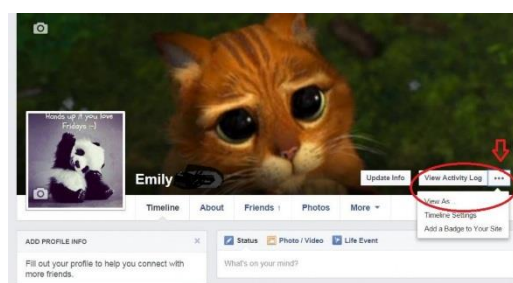 Hands up if you love
Fridays :-)
Emily
Update Info
View Activity Log
...
View As
Timeline Settings
Add a Badge to Your Site
Timeline
About
Friends
Photos
More
ADD PROFILE INFO
Fill out your profile to help you connect with
more friends.
Status
Photo / Video
Life Event
What's on your mind?